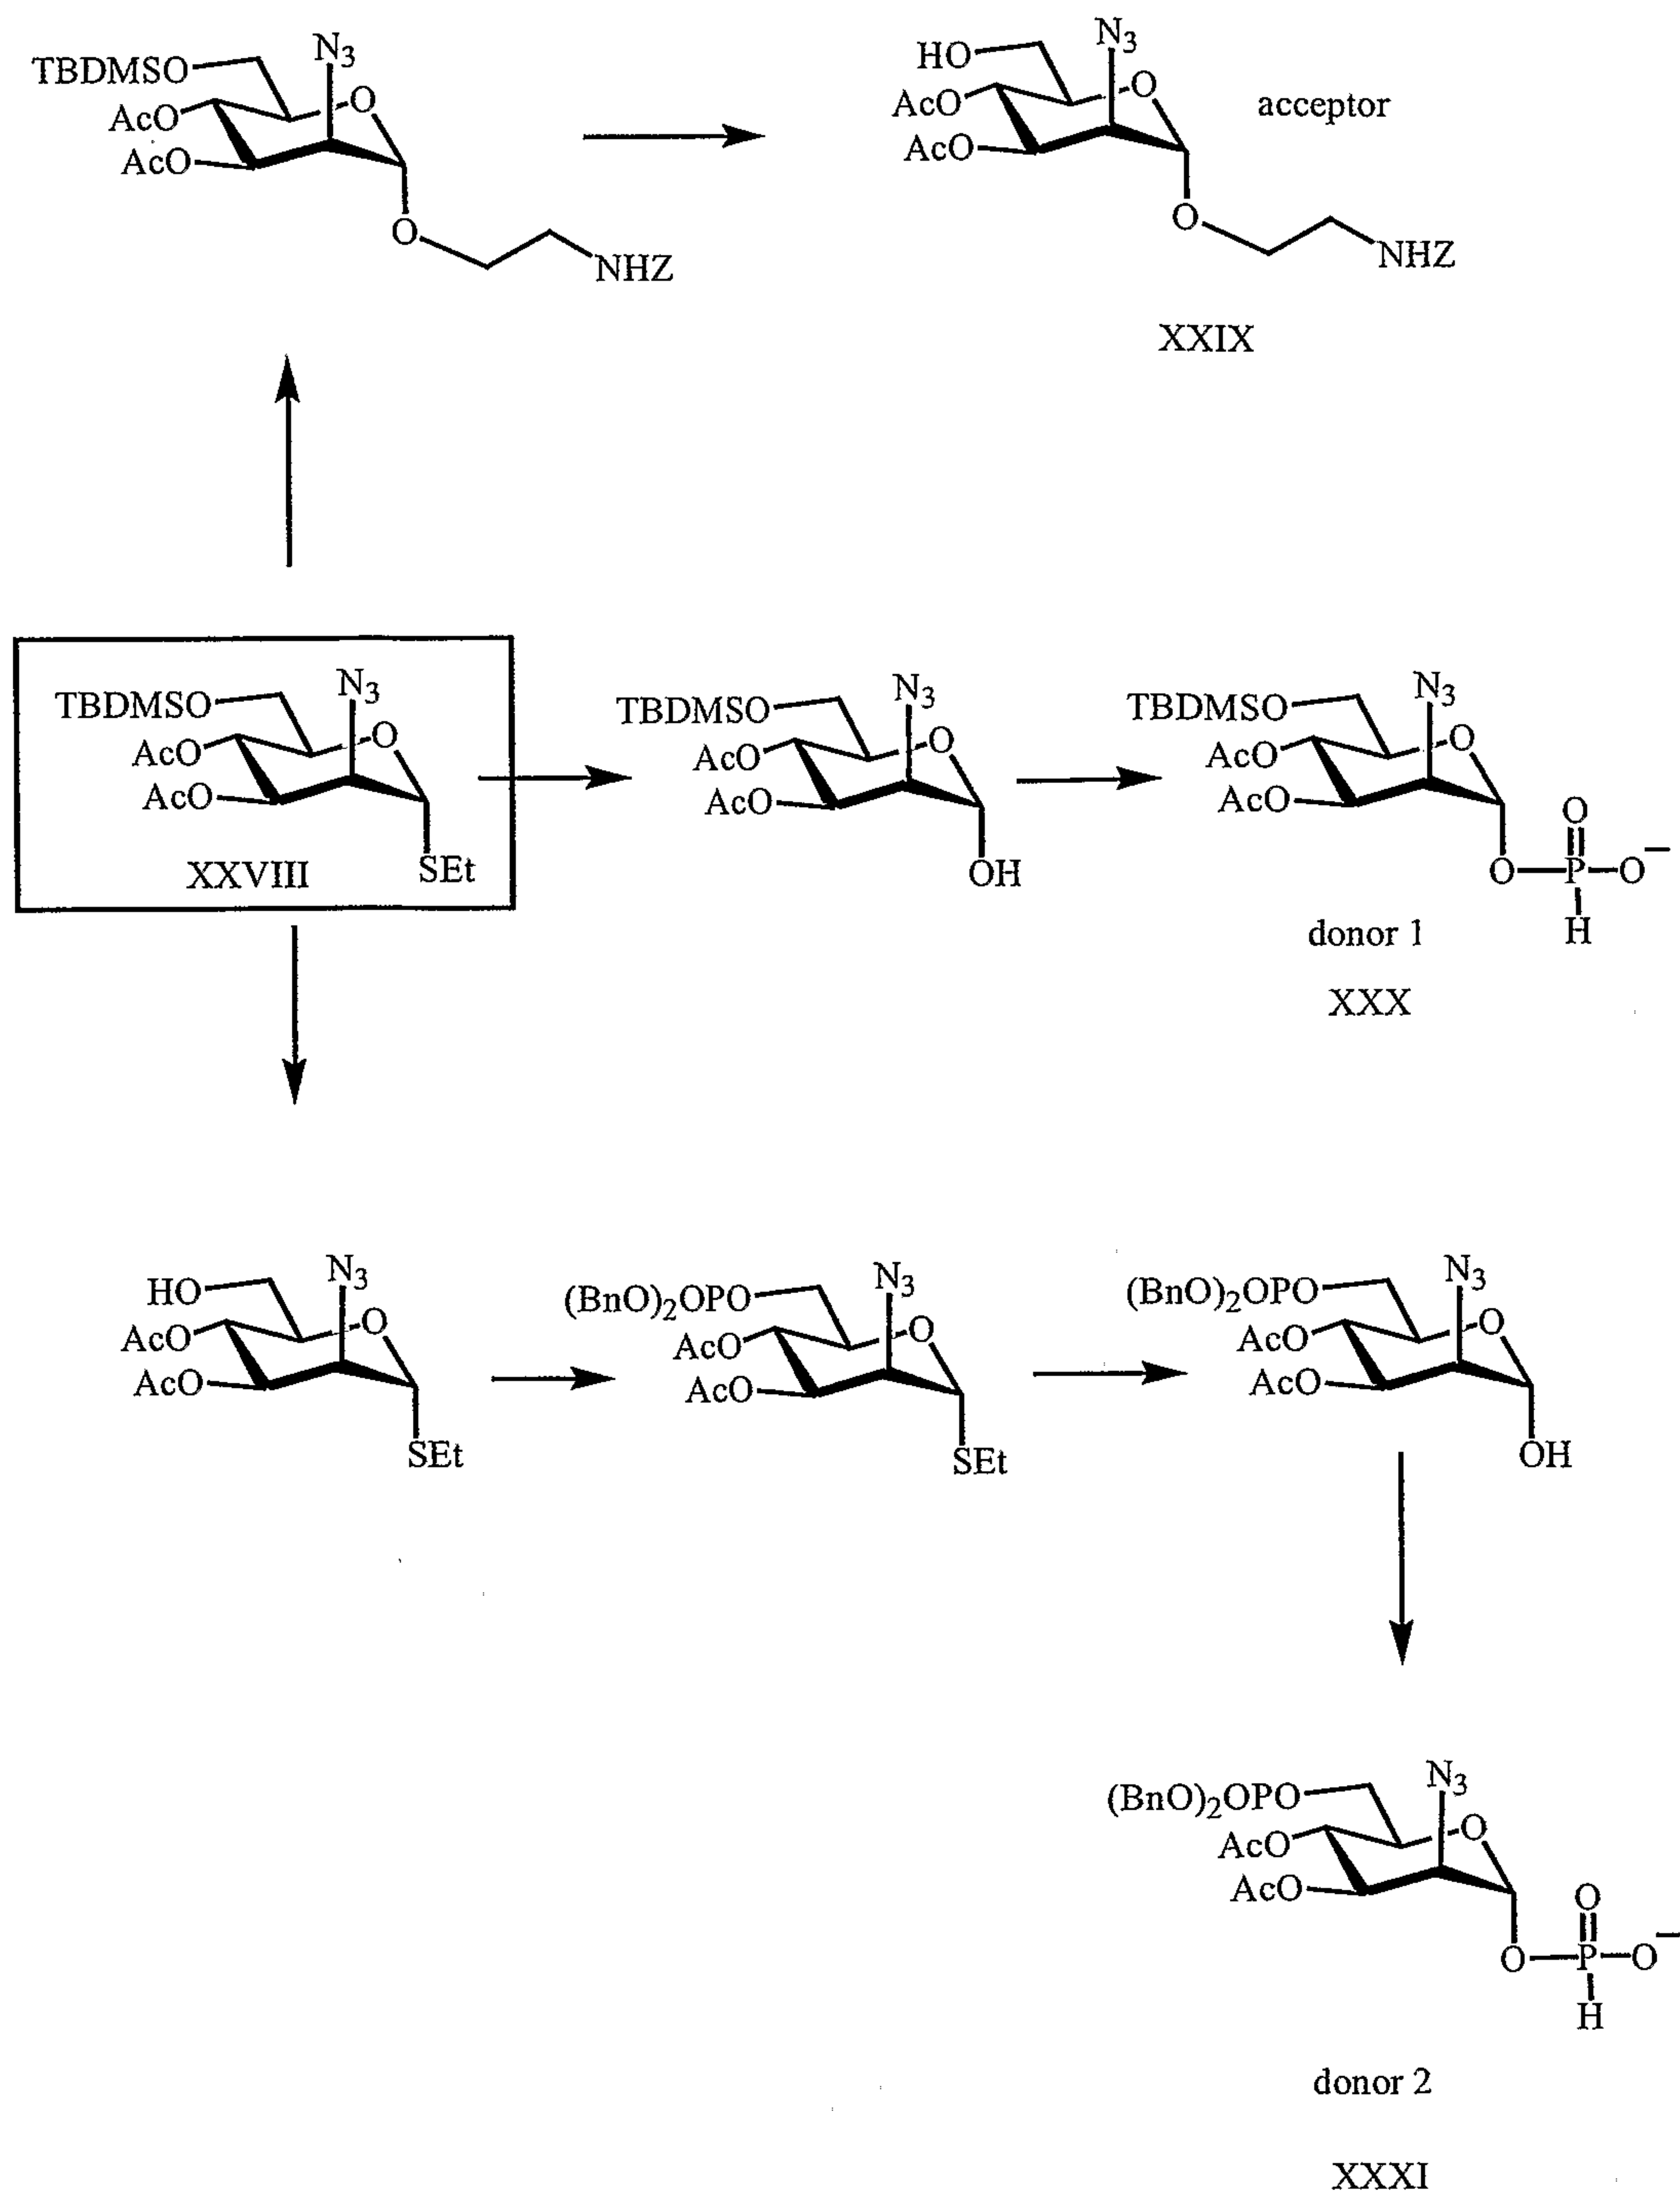 TBDMSO N₃
AcO O
AcO
O
NHZ
HO N₃
AcO O acceptor
AcO
O
NHZ
XXIX
TBDMSO N₃
AcO O
AcO
XXVIII SEt
TBDMSO N₃
AcO O
AcO
OH
TBDMSO N₃
AcO O
AcO O
O P O⁻
H
donor 1
XXX
HO N₃
AcO O
AcO
SEt
(BnO)₂OPO N₃
AcO O
AcO
SEt
(BnO)₂OPO N₃
AcO O
AcO
OH
(BnO)₂OPO N₃
AcO O
AcO O
O P O⁻
H
donor 2
XXXI